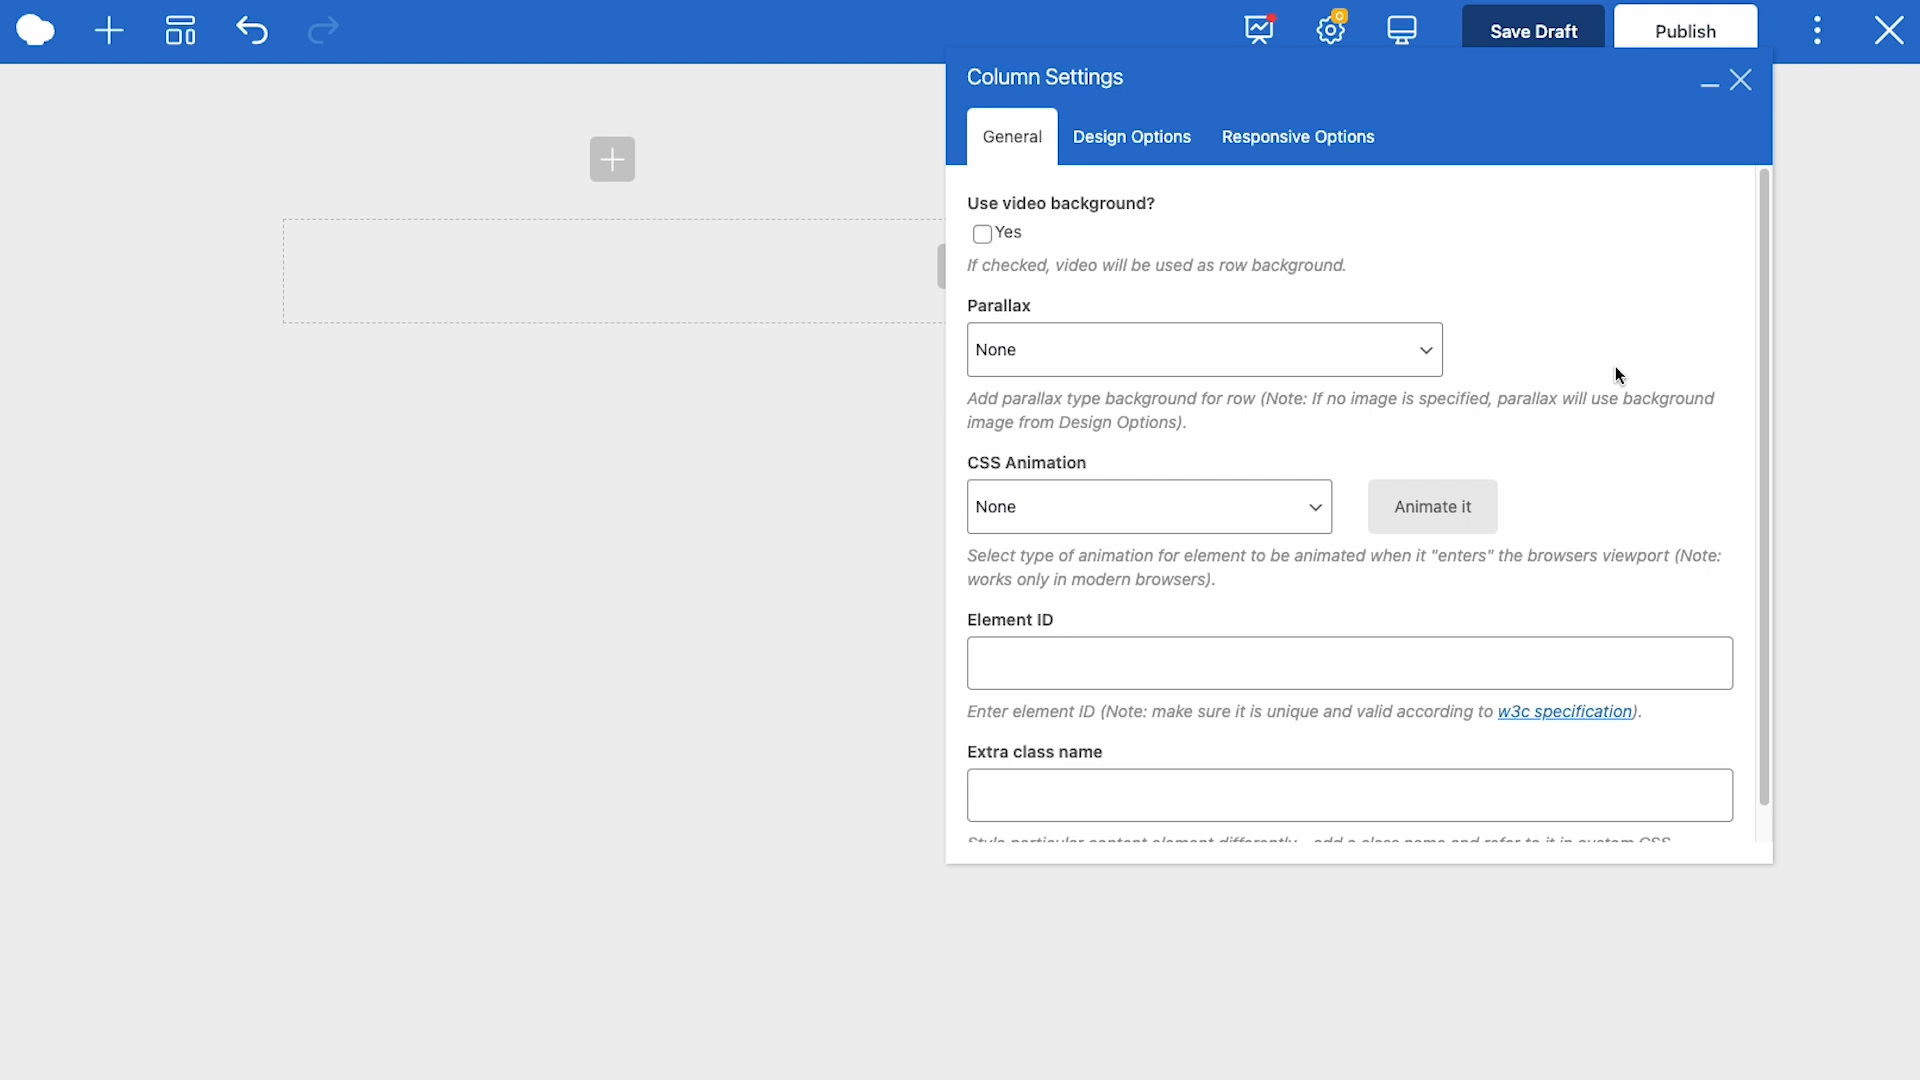 Save Draft
Publish
Column Settings
General
Design Options
Responsive Options
Use video background?
Yes
If checked, video will be used as row background.
Parallax
None
Add parallax type background for row (Note: If no image is specified, parallax will use background
image from Design Options).
CSS Animation
None
Animate it
Select type of animation for element to be animated when it "enters" the browsers viewport (Note:
works only in modern browsers).
Element ID
Enter element ID (Note: make sure it is unique and valid according to w3c specification).
Extra class name
Style particular content element differently - add a class name and refer to it in custom CSS.